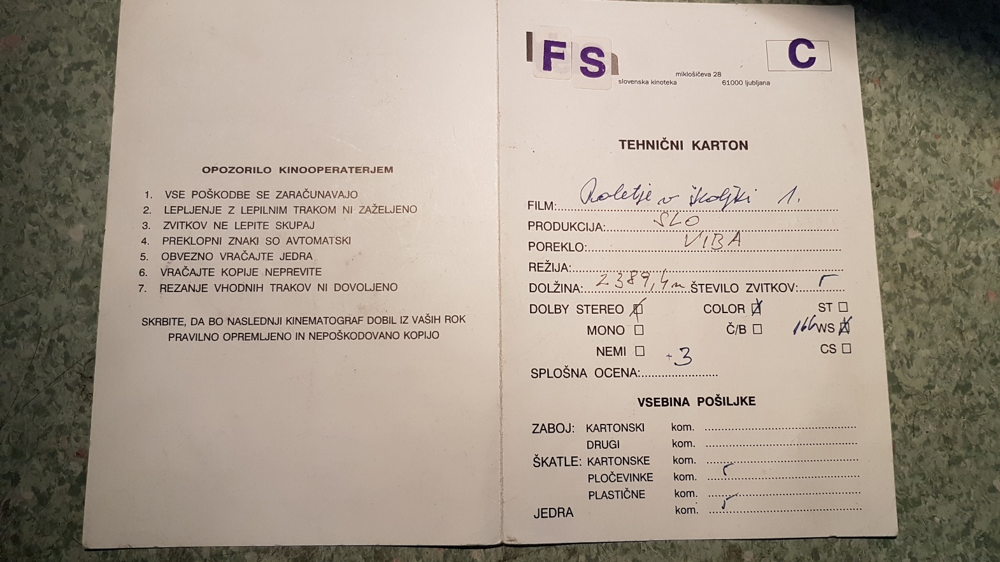 OPOZORILO KINOOPERATERJEM
1. VSE POŠKODBE SE ZARAČUNAVAJO
2. LEPLJENJE Z LEPILNIM TRAKOM NI ZAŽELJENO
3. ZVITKOV NE LEPITE SKUPAJ
4. PREKLOPNI ZNAKI SO AVTOMATSKI
5. OBVEZNO VRAČAJTE JEDRA
6. VRAČAJTE KOPIJE NEPREVITE
7. REZANJE VHODNIH TRAKOV NI DOVOLJENO
SKRBITE, DA BO NASLEDNJI KINEMATOGRAF DOBIL IZ VAŠIH ROK
PRAVILNO OPREMLJENO IN NEPOŠKODOVANO KOPIJO
F S C
miklošičeva 28
slovenska kinoteka 61000 ljubljana
TEHNIČNI KARTON
FILM: Poletje v školjki 1.
PRODUKCIJA: SLO
POREKLO: VIBA
REŽIJA:
DOLŽINA: 2389,4m ŠTEVILO ZVITKOV: 5
DOLBY STEREO COLOR ST
MONO Č/B 166 WS
NEMI CS
SPLOŠNA OCENA: +3
VSEBINA POŠILJKE
ZABOJ: KARTONSKI kom.
DRUGI kom.
ŠKATLE: KARTONSKE kom.
PLOČEVINKE kom. 5
PLASTIČNE kom.
JEDRA kom. 5